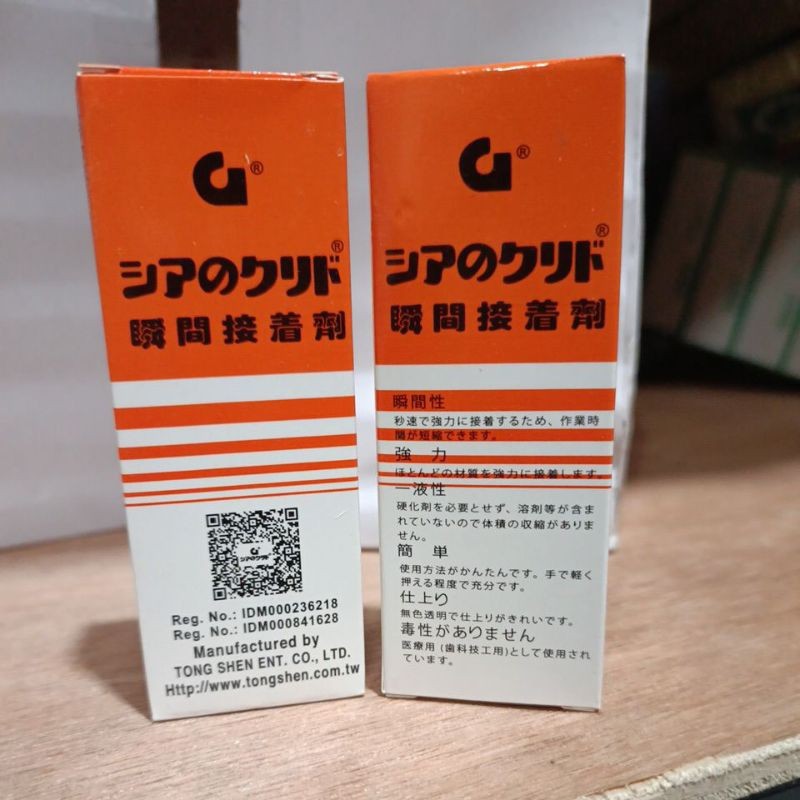 G®
シアのクリド®
瞬間接着劑
シアのクリド
Reg. No.: IDM000236218
Reg. No.: IDM000841628
Manufactured by
TONG SHEN ENT. CO., LTD.
Http://www.tongshen.com.tw
G®
シアのクリド®
瞬間接着劑
瞬間性
秒速で強力に接着するため、作業時
間が短縮できます。
強 力
ほとんどの材質を強力に接着します。
一液性
硬化剤を必要とせず、溶剤等が含ま
れていないので体積の収縮がありま
せん。
簡 単
使用方法がかんたんです。手で軽く
押える程度で充分です。
仕上り
無色透明で仕上りがきれいです。
毒性がありません
医療用(歯科技工用)として使用され
ています。